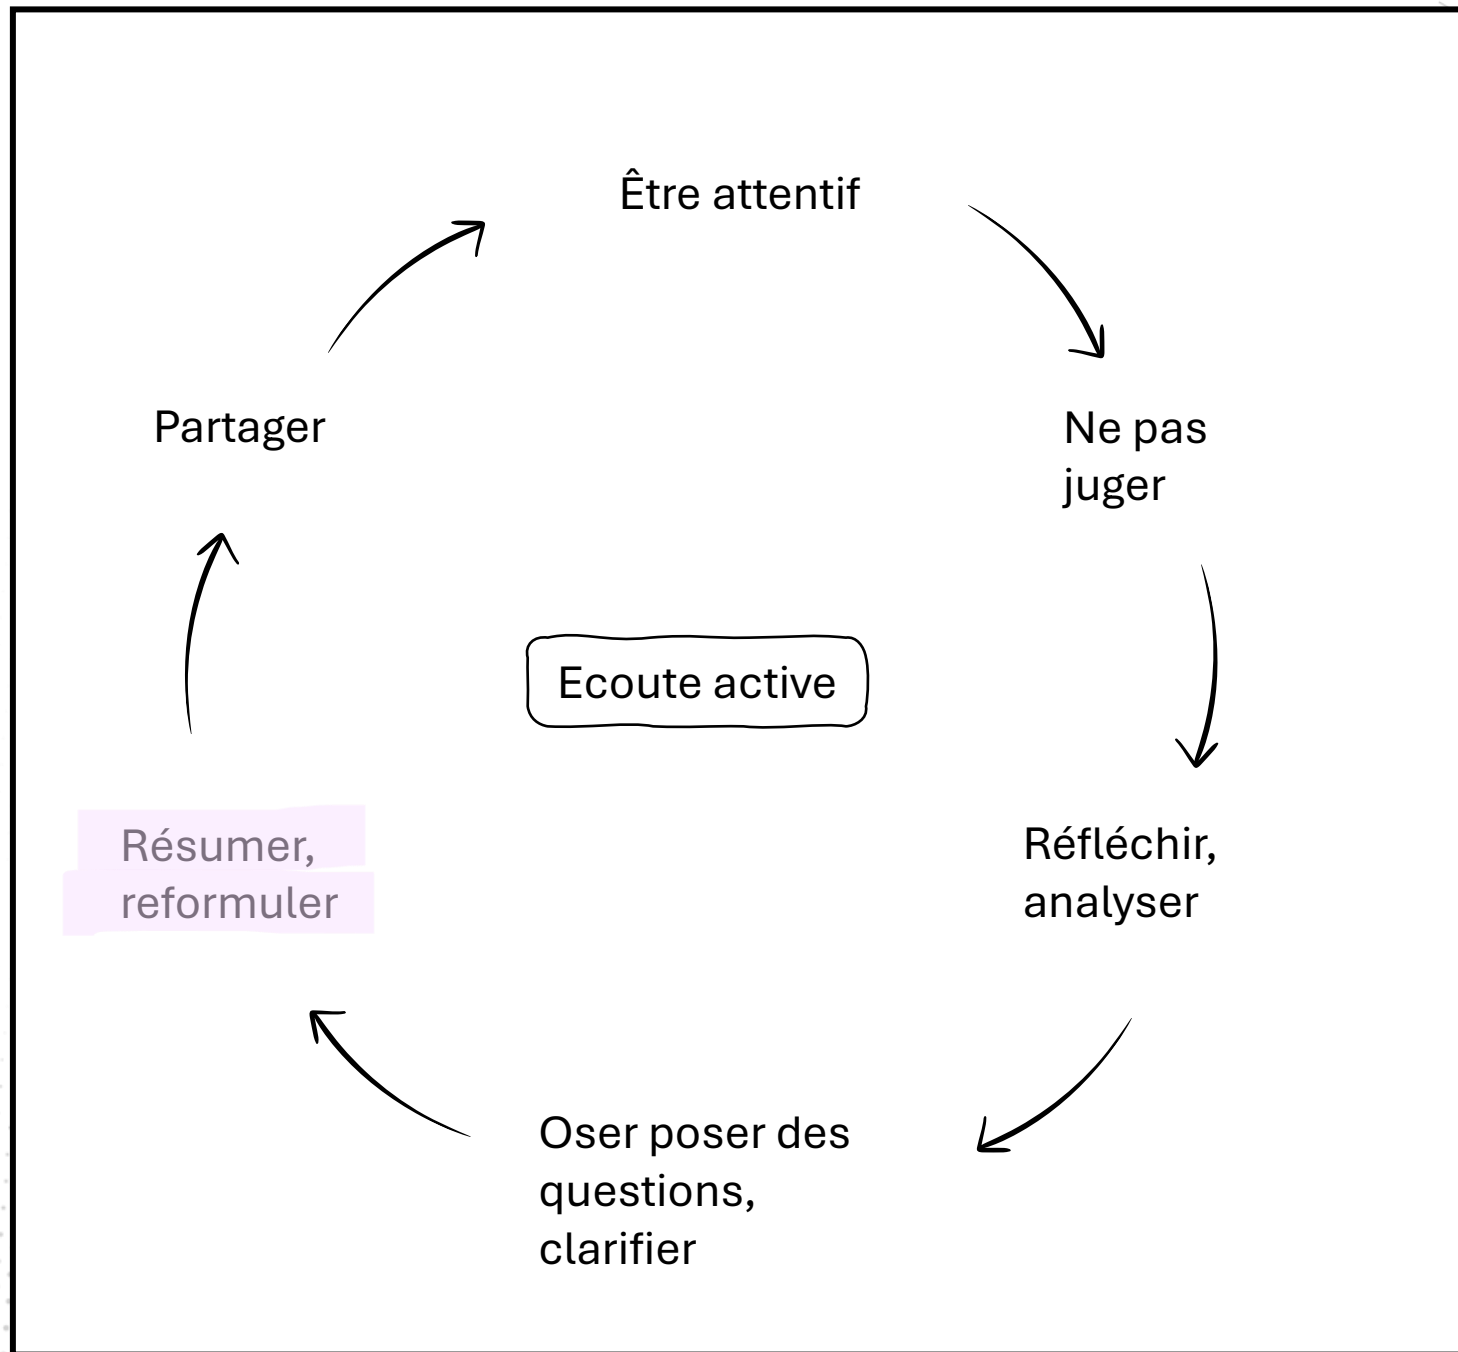 Être attentif
Partager
Ne pas
juger
Ecoute active
Résumer,
reformuler
Réfléchir,
analyser
Oser poser des
questions,
clarifier